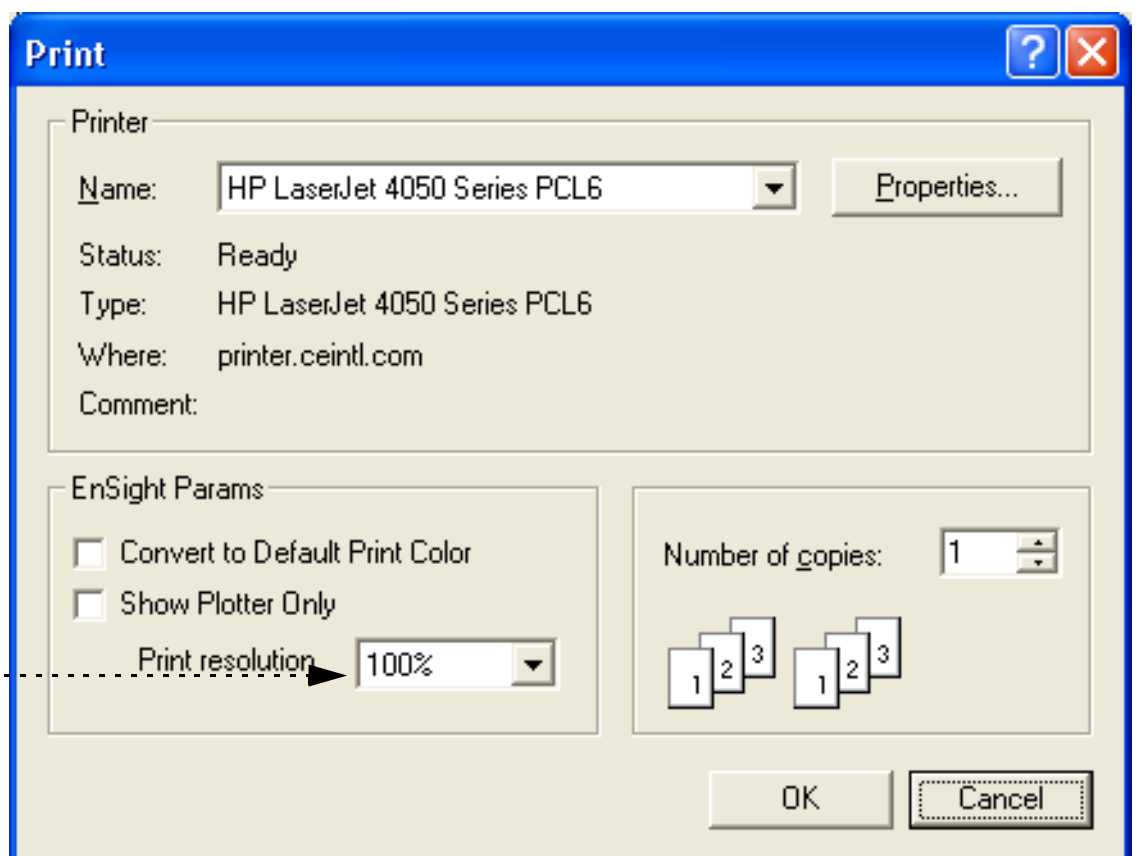 Print
Printer
Name: HP LaserJet 4050 Series PCL6 Properties...
Status: Ready
Type: HP LaserJet 4050 Series PCL6
Where: printer.ceintl.com
Comment:
EnSight Params
Convert to Default Print Color
Show Plotter Only
Print resolution 100%
Number of copies: 1
1 2 3 1 2 3
OK Cancel